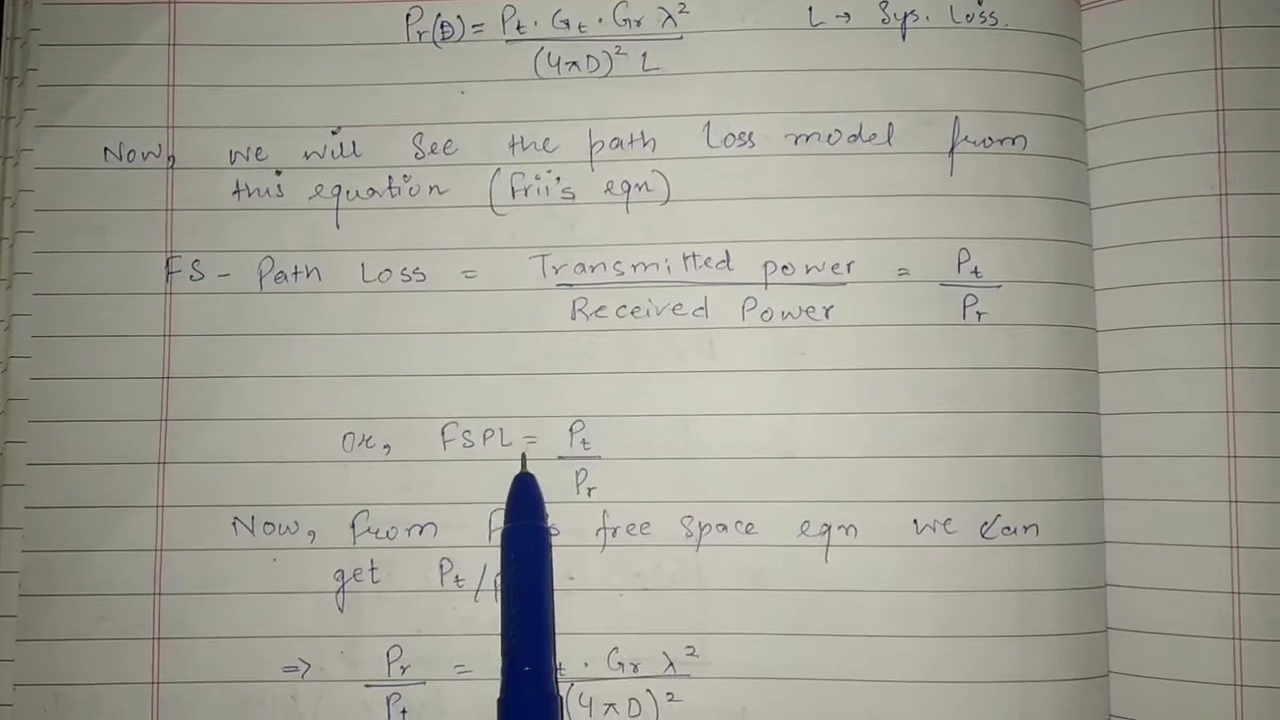 Pr(D) = Pt · Gt · Gr λ² / (4πD)² L    L → Sys. Loss.
Now, we will See the path Loss model from
this equation (Frii's eqn)
FS - Path Loss = Transmitted power / Received Power = Pt / Pr
or, FSPL = Pt / Pr
Now, from free space eqn we can
get Pt /
⇒ Pr / Pt = · Gr λ² / (4πD)²